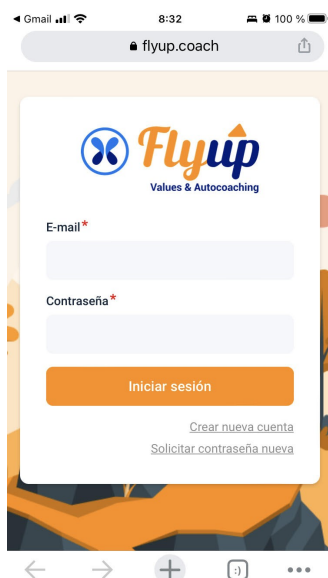 ◀ Gmail 8:32 100 %
flyup.coach
Flyup
Values & Autocoaching
E-mail*
Contraseña*
Iniciar sesión
Crear nueva cuenta
Solicitar contraseña nueva
:)